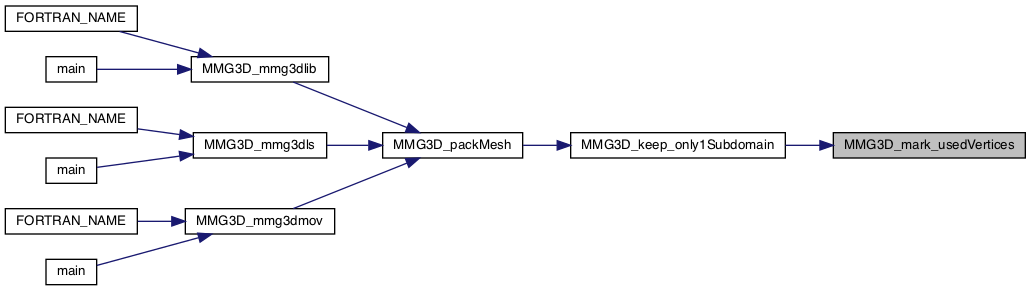 FORTRAN_NAME
main
MMG3D_mmg3dlib
FORTRAN_NAME
MMG3D_mmg3dls
MMG3D_packMesh
MMG3D_keep_only1Subdomain
MMG3D_mark_usedVertices
main
FORTRAN_NAME
MMG3D_mmg3dmov
main